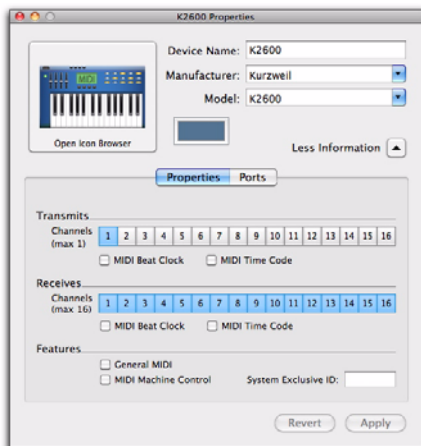 K2600 Properties
MIDI
Open Icon Browser
Device Name: K2600
Manufacturer: Kurzweil
Model: K2600
Less Information
Properties Ports
Transmits
Channels (max 1) 1 2 3 4 5 6 7 8 9 10 11 12 13 14 15 16
MIDI Beat Clock MIDI Time Code
Receives
Channels (max 16) 1 2 3 4 5 6 7 8 9 10 11 12 13 14 15 16
MIDI Beat Clock MIDI Time Code
Features
General MIDI
MIDI Machine Control System Exclusive ID:
Revert Apply